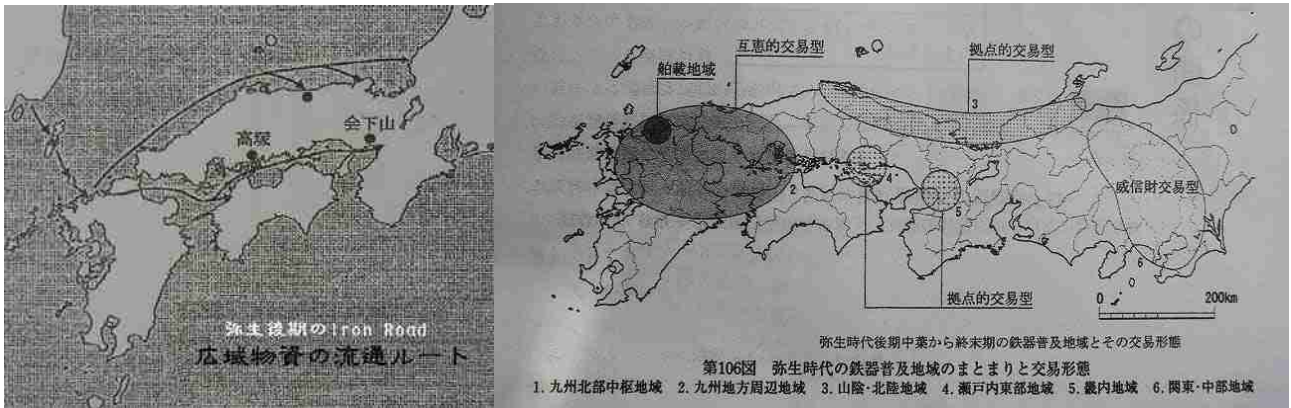 会下山
高塚
弥生後期のIron Road
広域物資の流通ルート
互恵的交易型
拠点的交易型
舶載地域
3
2
4
5
威信財交易型
6
拠点的交易型
0 200km
弥生時代後期中葉から終末期の鉄器普及地域とその交易形態
第106図 弥生時代の鉄器普及地域のまとまりと交易形態
1. 九州北部中枢地域 2. 九州地方周辺地域 3. 山陰・北陸地域 4. 瀬戸内東部地域 5. 畿内地域 6. 関東・中部地域